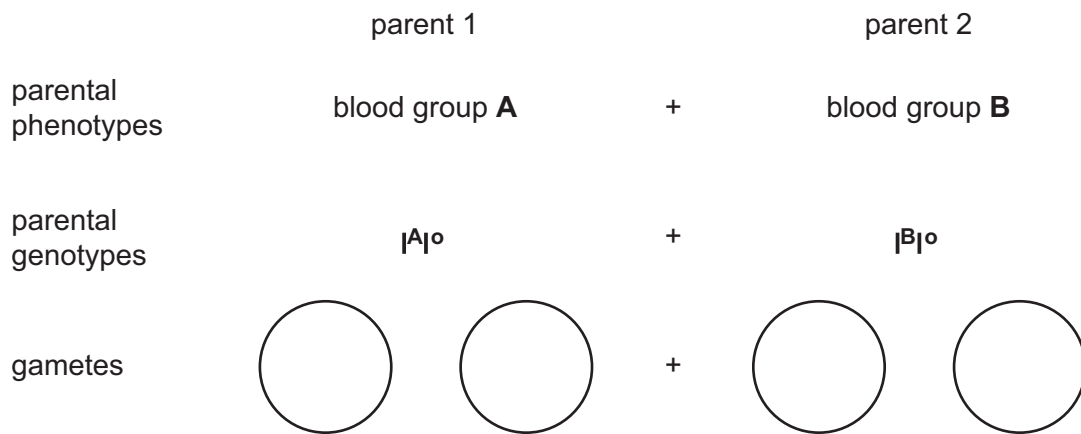 parent 1 parent 2
parental
phenotypes
blood group A + blood group B
parental
genotypes
IᴬIᵒ + IᴮIᵒ
gametes +